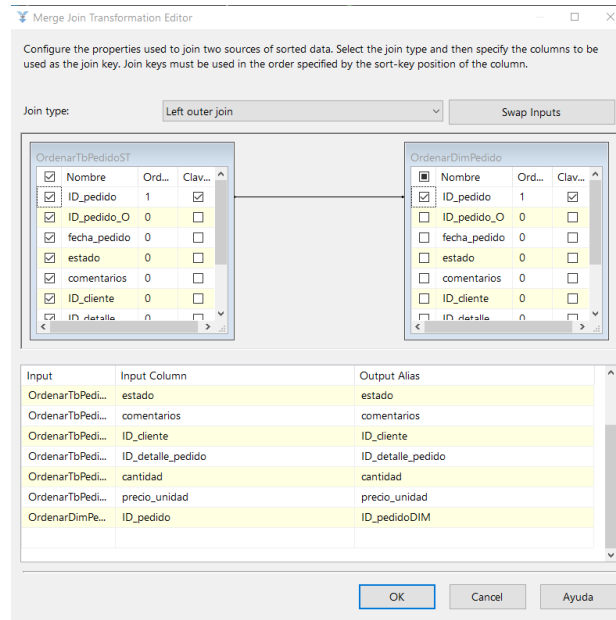 Merge Join Transformation Editor
Configure the properties used to join two sources of sorted data. Select the join type and then specify the columns to be
used as the join key. Join keys must be used in the order specified by the sort-key position of the column.
Join type: Left outer join Swap Inputs
OrdenarTbPedidoST OrdenarDimPedido
Nombre Ord... Clav... Nombre Ord... Clav...
ID_pedido 1 ID_pedido 1
ID_pedido_O 0 ID_pedido_O 0
fecha_pedido 0 fecha_pedido 0
estado 0 estado 0
comentarios 0 comentarios 0
ID_cliente 0 ID_cliente 0
ID_detalle 0 ID_detalle 0
Input Input Column Output Alias
OrdenarTbPedi... estado estado
OrdenarTbPedi... comentarios comentarios
OrdenarTbPedi... ID_cliente ID_cliente
OrdenarTbPedi... ID_detalle_pedido ID_detalle_pedido
OrdenarTbPedi... cantidad cantidad
OrdenarTbPedi... precio_unidad precio_unidad
OrdenarDimPe... ID_pedido ID_pedidoDIM
OK Cancel Ayuda